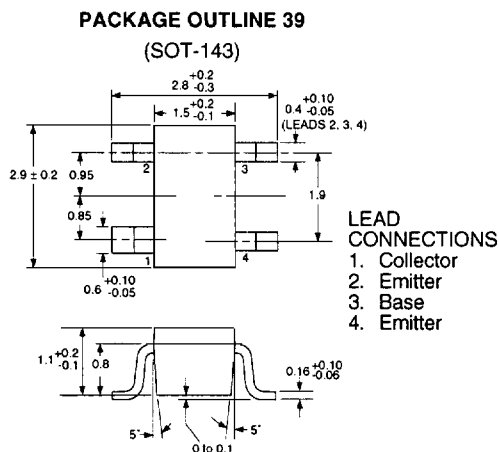 PACKAGE OUTLINE 39
(SOT-143)
2.8 +0.2 -0.3
1.5 +0.2 -0.1
0.4 +0.10 -0.05
(LEADS 2, 3, 4)
2
3
2.9 ± 0.2
0.95
1.9
0.85
LEAD
CONNECTIONS
1. Collector
2. Emitter
3. Base
4. Emitter
1
4
0.6 +0.10 -0.05
1.1 +0.2 -0.1
0.8
0.16 +0.10 -0.06
5°
0 to 0.1
5°